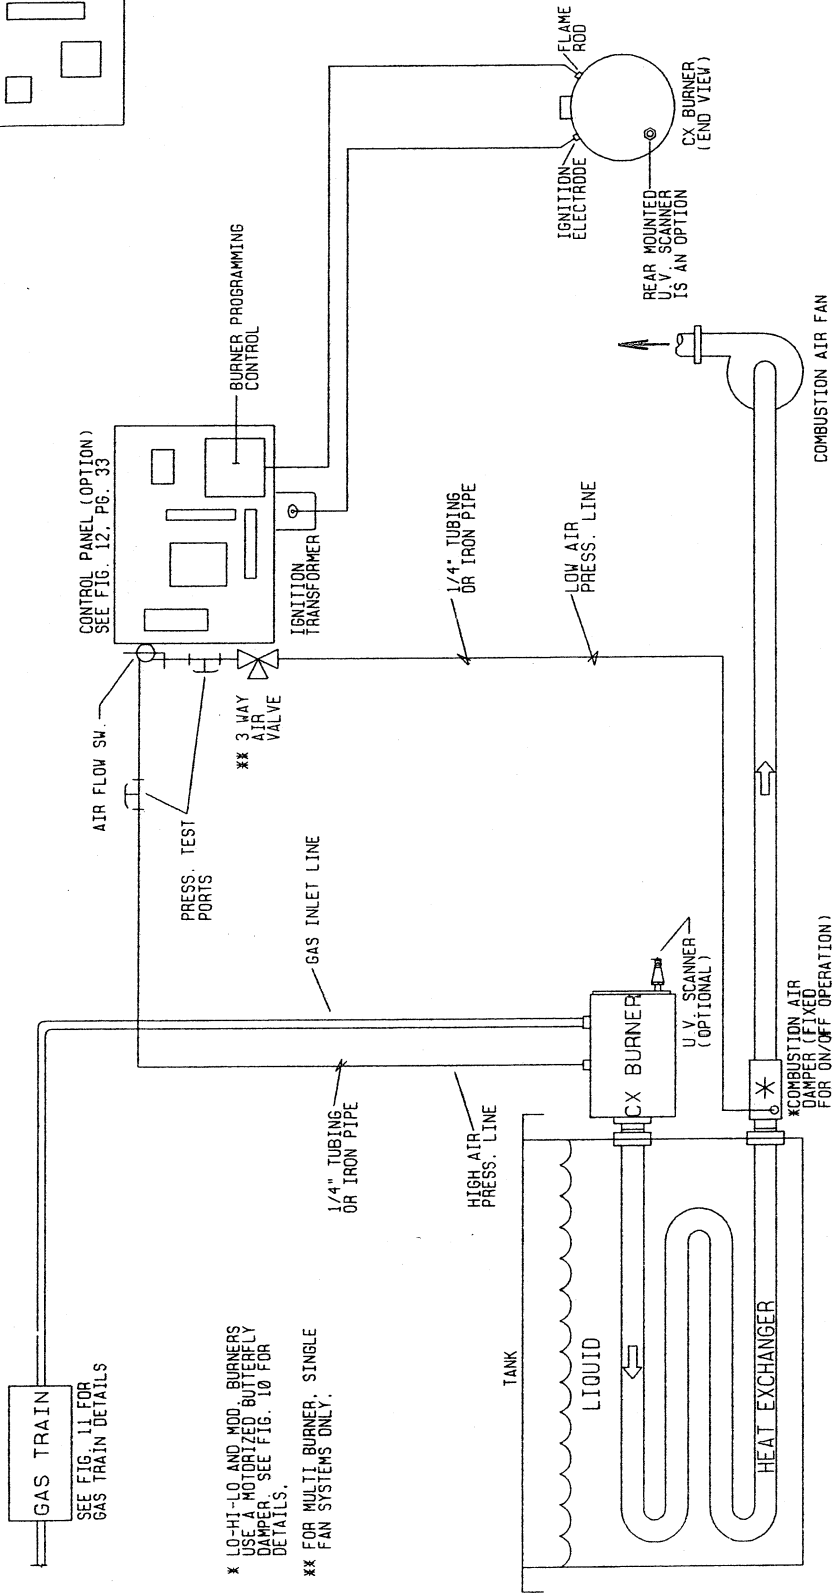 GAS TRAIN
SEE FIG. 11 FOR
GAS TRAIN DETAILS
* LO-HI-LO AND MOD. BURNERS
USE A MOTORIZED BUTTERFLY
DAMPER. SEE FIG. 10 FOR
DETAILS.
** FOR MULTI BURNER, SINGLE
FAN SYSTEMS ONLY.
AIR FLOW SW.
PRESS. TEST
PORTS
CONTROL PANEL (OPTION)
SEE FIG. 12, PG. 33
BURNER PROGRAMMING
CONTROL
IGNITION
TRANSFORMER
** 3 WAY
AIR
VALVE
GAS INLET LINE
1/4" TUBING
OR IRON PIPE
HIGH AIR
PRESS. LINE
1/4" TUBING
OR IRON PIPE
LOW AIR
PRESS. LINE
FLAME
ROD
IGNITION
ELECTRODE
CX BURNER
(END VIEW)
REAR MOUNTED
U.V. SCANNER
IS AN OPTION
TANK
LIQUID
HEAT EXCHANGER
CX BURNER
U.V. SCANNER
(OPTIONAL)
*
*COMBUSTION AIR
DAMPER (FIXED
FOR ON/OFF OPERATION)
COMBUSTION AIR FAN